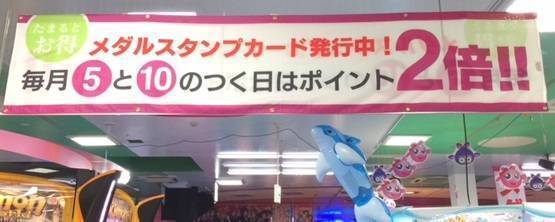 たまると
お得
メダルスタンプカード発行中！
毎月5と10のつく日はポイント
2倍!!